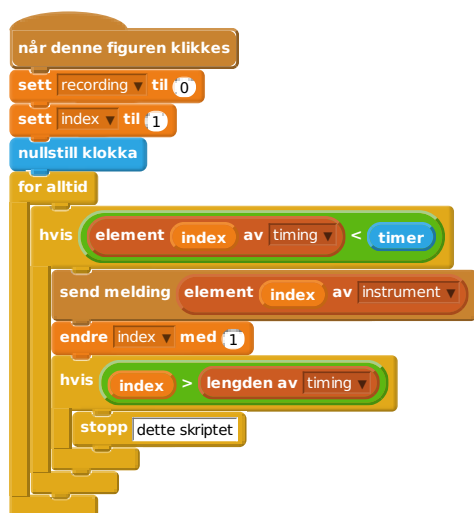 når denne figuren klikkes
sett recording til 0
sett index til 1
nullstill klokka
for alltid
hvis element index av timing < timer
send melding element index av instrument
endre index med 1
hvis index > lengden av timing
stopp dette skriptet